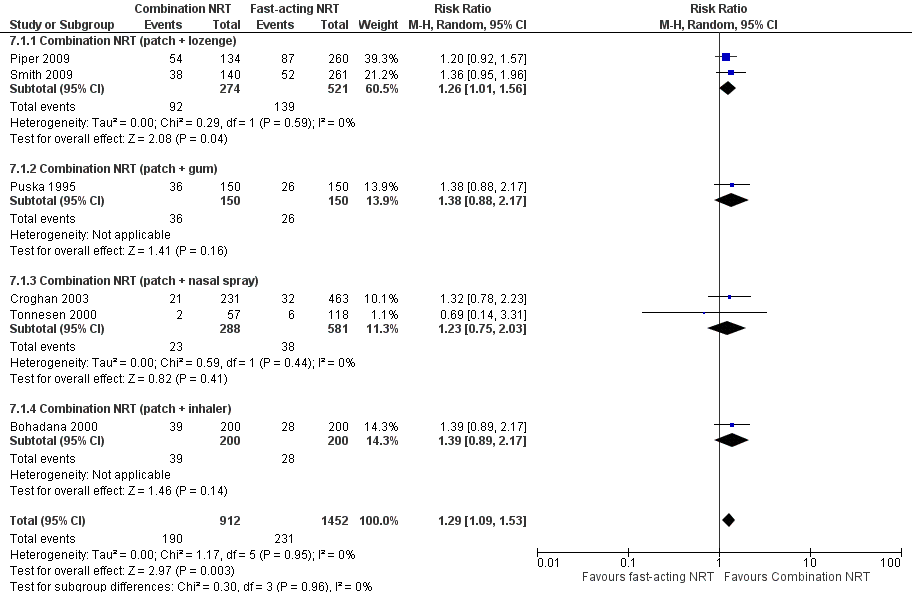 Combination NRT Fast-acting NRT Risk Ratio Risk Ratio
Study or Subgroup Events Total Events Total Weight M-H, Random, 95% CI M-H, Random, 95% CI
7.1.1 Combination NRT (patch + lozenge)
Piper 2009 54 134 87 260 39.3% 1.20 [0.92, 1.57]
Smith 2009 38 140 52 261 21.2% 1.36 [0.95, 1.96]
Subtotal (95% CI) 274 521 60.5% 1.26 [1.01, 1.56]
Total events 92 139
Heterogeneity: Tau² = 0.00; Chi² = 0.29, df = 1 (P = 0.59); I² = 0%
Test for overall effect: Z = 2.08 (P = 0.04)
7.1.2 Combination NRT (patch + gum)
Puska 1995 36 150 26 150 13.9% 1.38 [0.88, 2.17]
Subtotal (95% CI) 150 150 13.9% 1.38 [0.88, 2.17]
Total events 36 26
Heterogeneity: Not applicable
Test for overall effect: Z = 1.41 (P = 0.16)
7.1.3 Combination NRT (patch + nasal spray)
Croghan 2003 21 231 32 463 10.1% 1.32 [0.78, 2.23]
Tonnesen 2000 2 57 6 118 1.1% 0.69 [0.14, 3.31]
Subtotal (95% CI) 288 581 11.3% 1.23 [0.75, 2.03]
Total events 23 38
Heterogeneity: Tau² = 0.00; Chi² = 0.59, df = 1 (P = 0.44); I² = 0%
Test for overall effect: Z = 0.82 (P = 0.41)
7.1.4 Combination NRT (patch + inhaler)
Bohadana 2000 39 200 28 200 14.3% 1.39 [0.89, 2.17]
Subtotal (95% CI) 200 200 14.3% 1.39 [0.89, 2.17]
Total events 39 28
Heterogeneity: Not applicable
Test for overall effect: Z = 1.46 (P = 0.14)
Total (95% CI) 912 1452 100.0% 1.29 [1.09, 1.53]
Total events 190 231
Heterogeneity: Tau² = 0.00; Chi² = 1.17, df = 5 (P = 0.95); I² = 0%
Test for overall effect: Z = 2.97 (P = 0.003)
Test for subgroup differences: Chi² = 0.30, df = 3 (P = 0.96), I² = 0%
0.01 0.1 1 10 100
Favours fast-acting NRT Favours Combination NRT